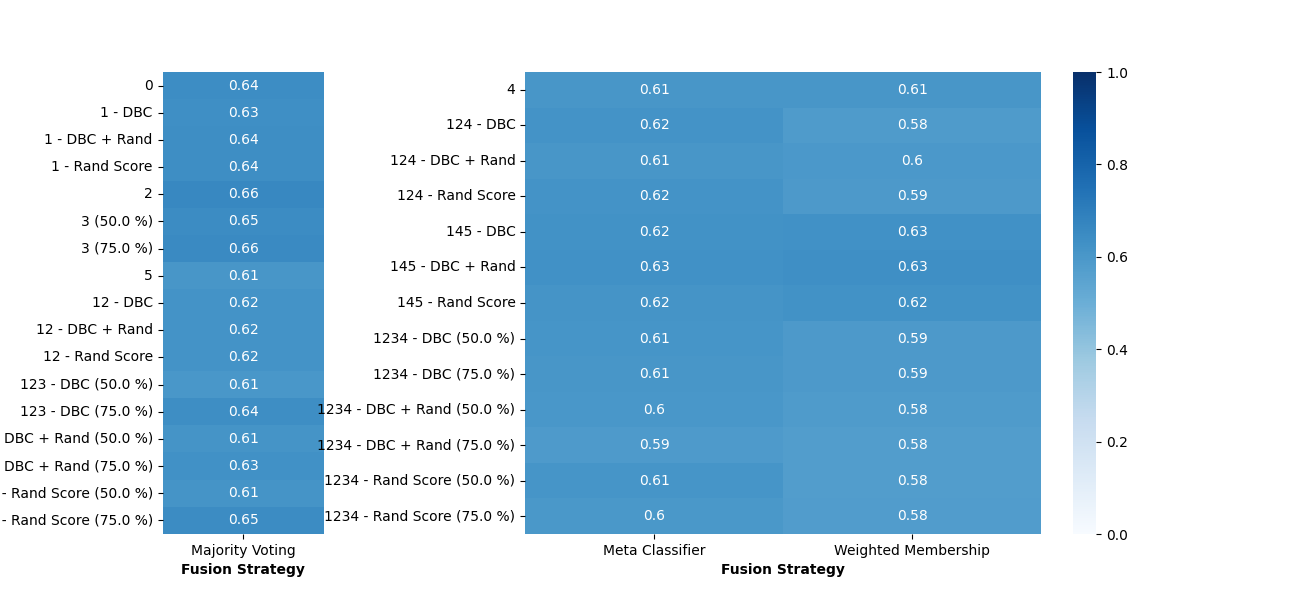 0 0.64
1 - DBC 0.63
1 - DBC + Rand 0.64
1 - Rand Score 0.64
2 0.66
3 (50.0 %) 0.65
3 (75.0 %) 0.66
5 0.61
12 - DBC 0.62
12 - DBC + Rand 0.62
12 - Rand Score 0.62
123 - DBC (50.0 %) 0.61
123 - DBC (75.0 %) 0.64
DBC + Rand (50.0 %) 0.61
DBC + Rand (75.0 %) 0.63
- Rand Score (50.0 %) 0.61
- Rand Score (75.0 %) 0.65
Majority Voting
Fusion Strategy
4 0.61 0.61
124 - DBC 0.62 0.58
124 - DBC + Rand 0.61 0.6
124 - Rand Score 0.62 0.59
145 - DBC 0.62 0.63
145 - DBC + Rand 0.63 0.63
145 - Rand Score 0.62 0.62
1234 - DBC (50.0 %) 0.61 0.59
1234 - DBC (75.0 %) 0.61 0.59
1234 - DBC + Rand (50.0 %) 0.6 0.58
1234 - DBC + Rand (75.0 %) 0.59 0.58
1234 - Rand Score (50.0 %) 0.61 0.58
1234 - Rand Score (75.0 %) 0.6 0.58
Meta Classifier Weighted Membership
Fusion Strategy
1.0
0.8
0.6
0.4
0.2
0.0